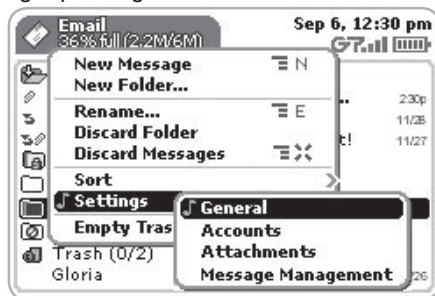 Email
36% full (2.2M/6M)
Sep 6, 12:30 pm
G
New Message N
New Folder...
Rename... E
Discard Folder
Discard Messages
Sort
Settings
Empty Tras
Trash (0/2)
Gloria
General
Accounts
Attachments
Message Management
..
2:30p
11/28
t!
11/27
/26